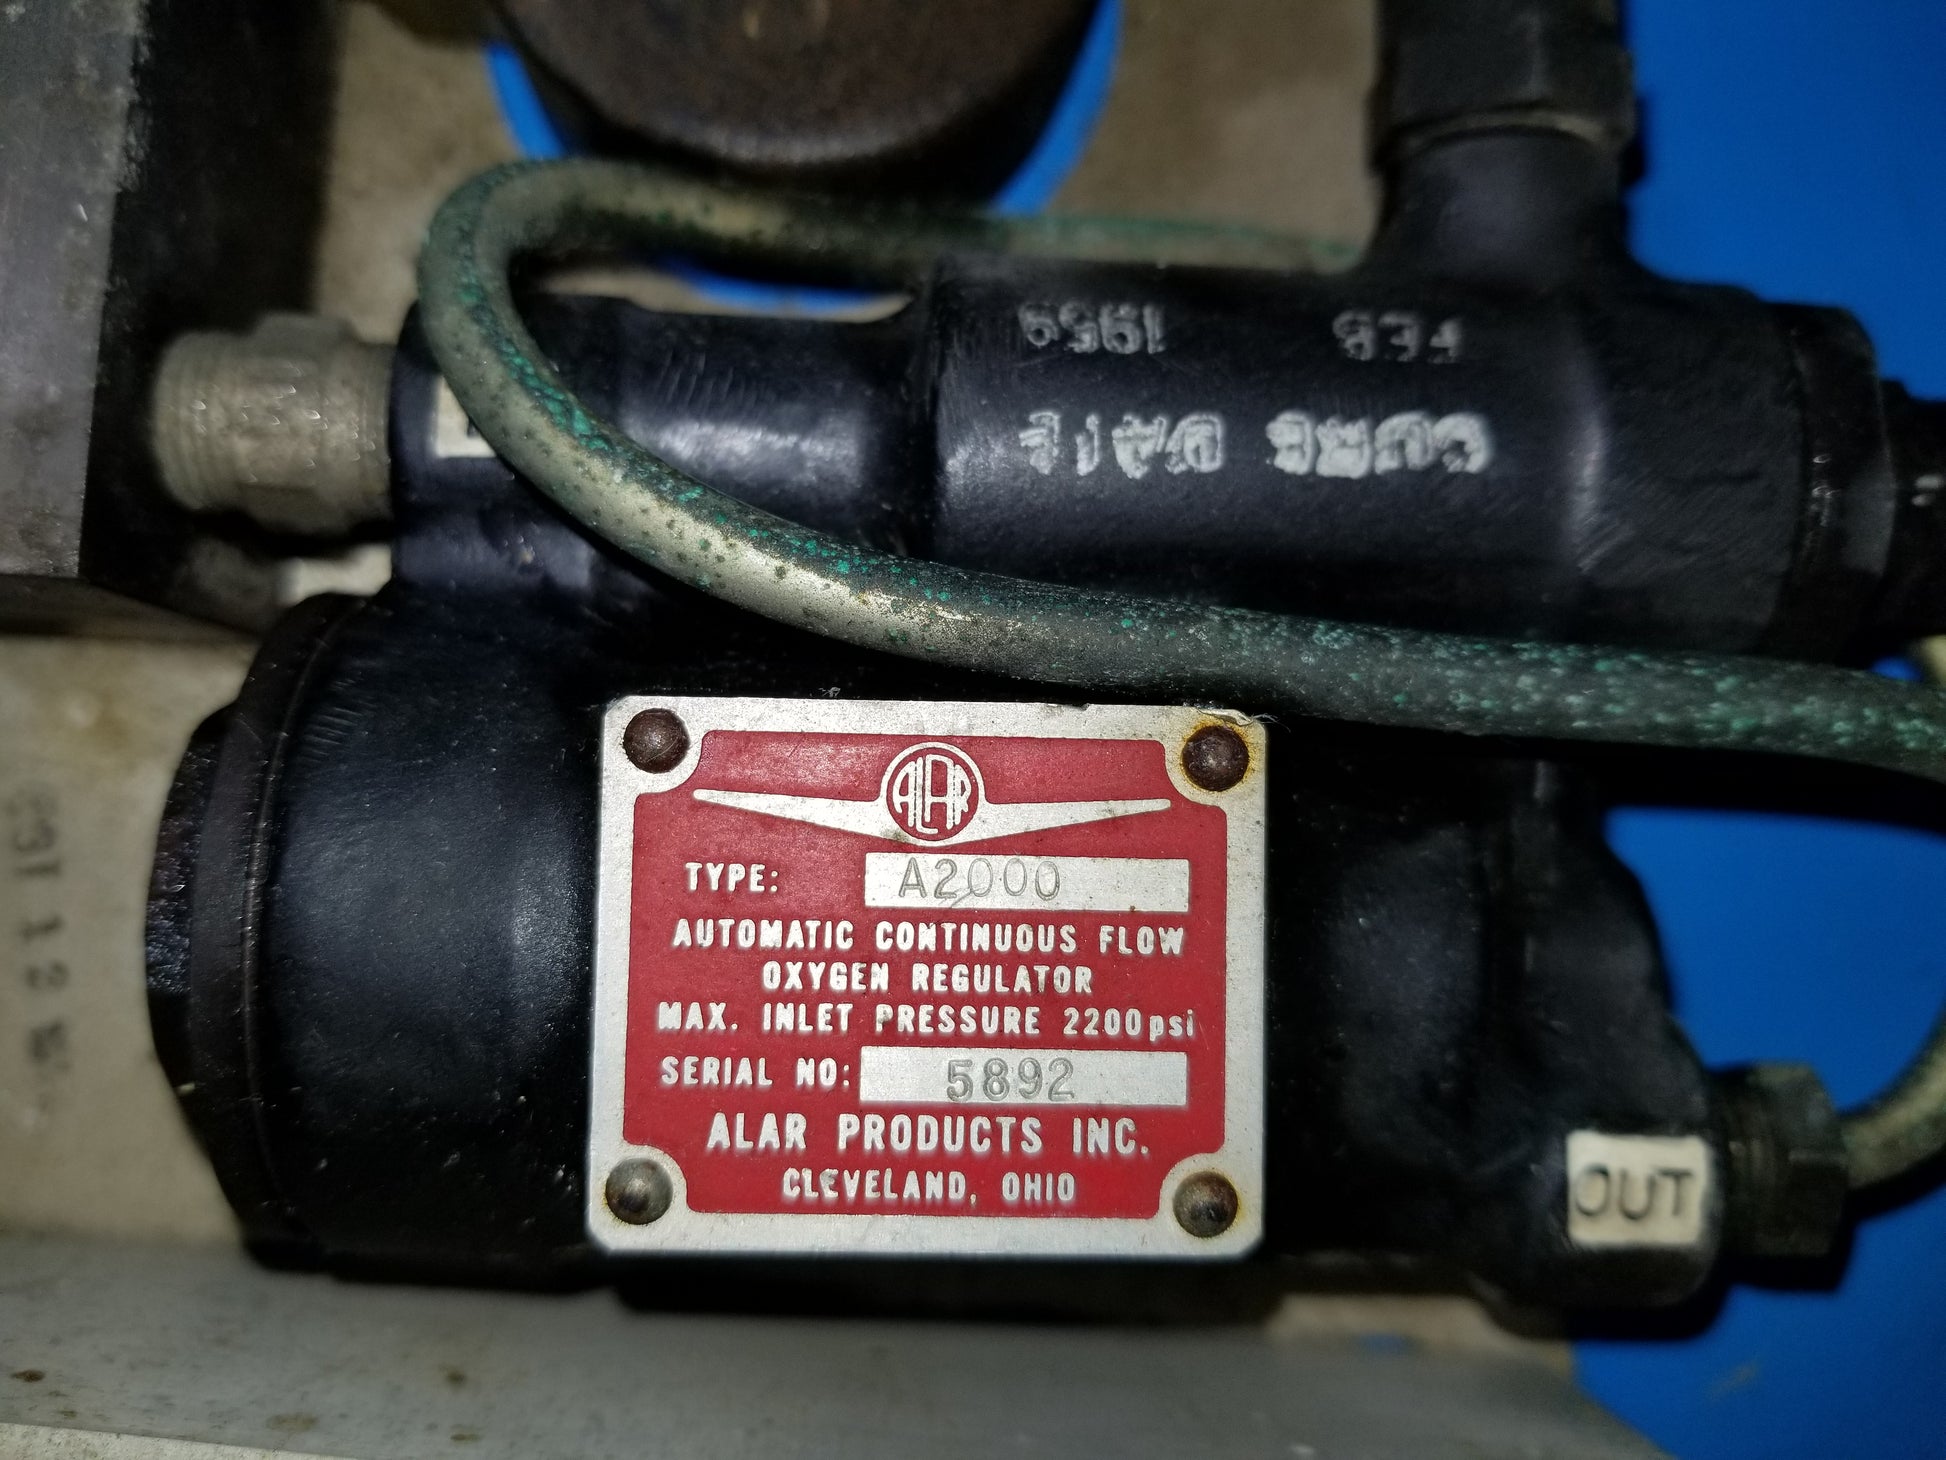 CURE DATE
FEB 1959
ALAR
TYPE: A2000
AUTOMATIC CONTINUOUS FLOW
OXYGEN REGULATOR
MAX. INLET PRESSURE 2200psi
SERIAL NO: 5892
ALAR PRODUCTS INC.
CLEVELAND, OHIO
OUT